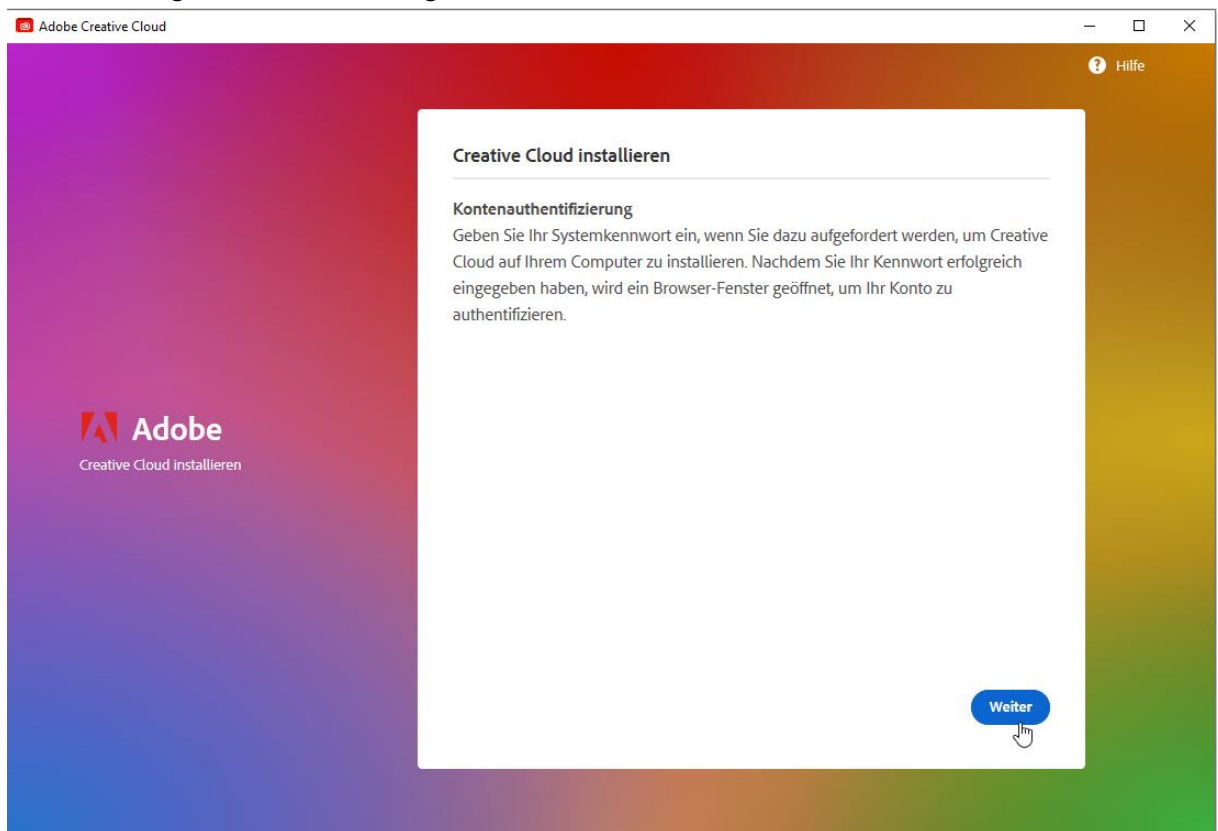 Adobe Creative Cloud
Hilfe
Creative Cloud installieren
Kontenauthentifizierung
Geben Sie Ihr Systemkennwort ein, wenn Sie dazu aufgefordert werden, um Creative
Cloud auf Ihrem Computer zu installieren. Nachdem Sie Ihr Kennwort erfolgreich
eingegeben haben, wird ein Browser-Fenster geöffnet, um Ihr Konto zu
authentifizieren.
Adobe
Creative Cloud installieren
Weiter